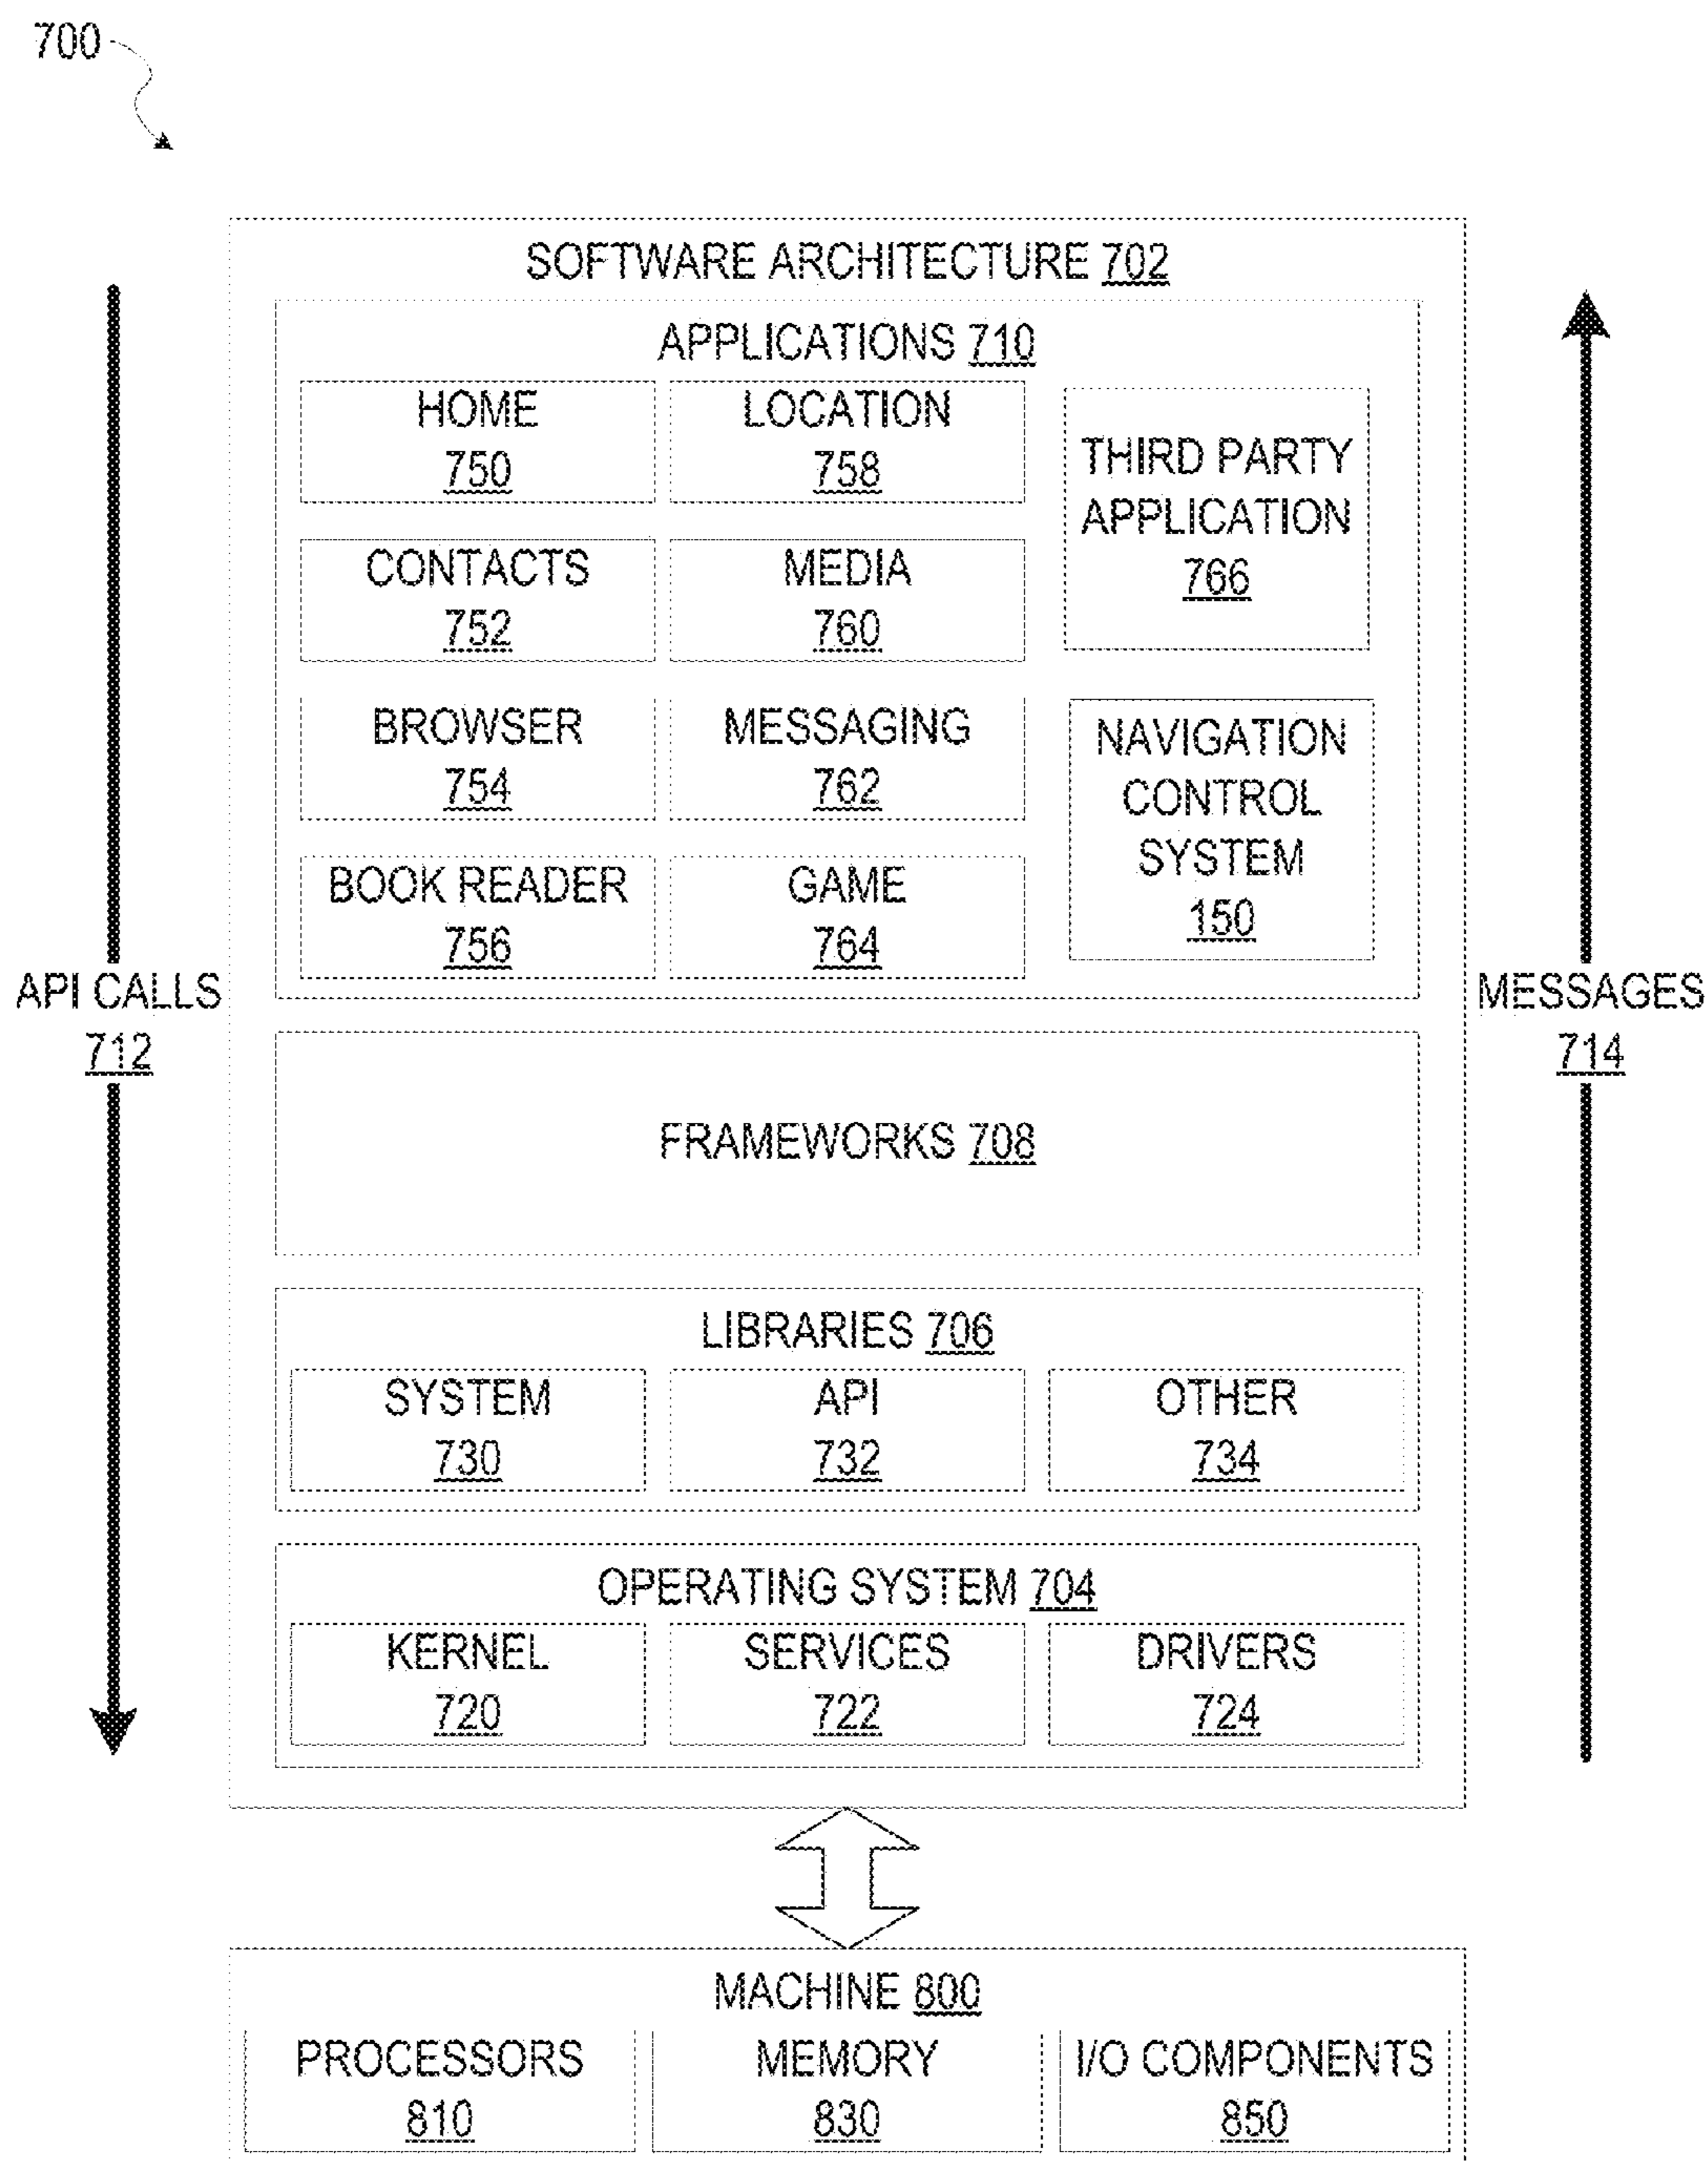 700
SOFTWARE ARCHITECTURE 702
APPLICATIONS 710
HOME
750
LOCATION
758
THIRD PARTY
APPLICATION
766
CONTACTS
752
MEDIA
760
BROWSER
754
MESSAGING
762
NAVIGATION
CONTROL
SYSTEM
150
BOOK READER
756
GAME
764
API CALLS
712
MESSAGES
714
FRAMEWORKS 708
LIBRARIES 706
SYSTEM
730
API
732
OTHER
734
OPERATING SYSTEM 704
KERNEL
720
SERVICES
722
DRIVERS
724
MACHINE 800
PROCESSORS
810
MEMORY
830
I/O COMPONENTS
850